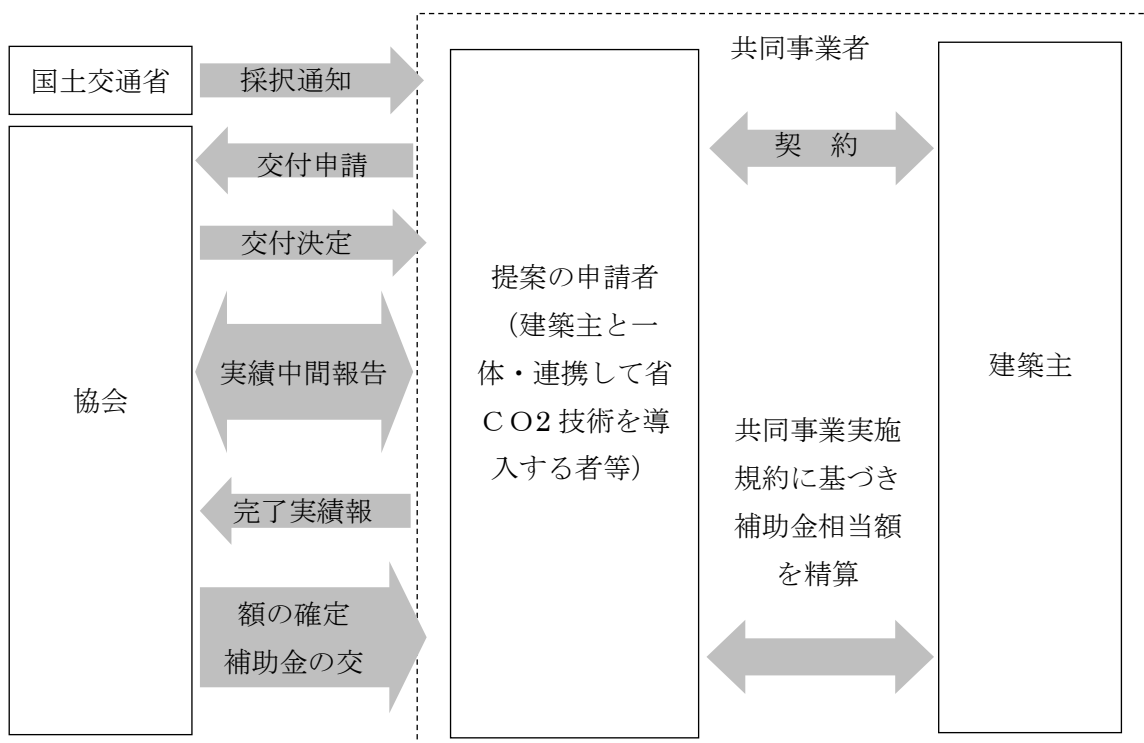 共同事業者
国土交通省
採択通知
交付申請
交付決定
実績中間報告
協会
完了実績報
額の確定
補助金の交
提案の申請者
（建築主と一
体・連携して省
ＣＯ2技術を導
入する者等）
契　約
共同事業実施
規約に基づき
補助金相当額
を精算
建築主